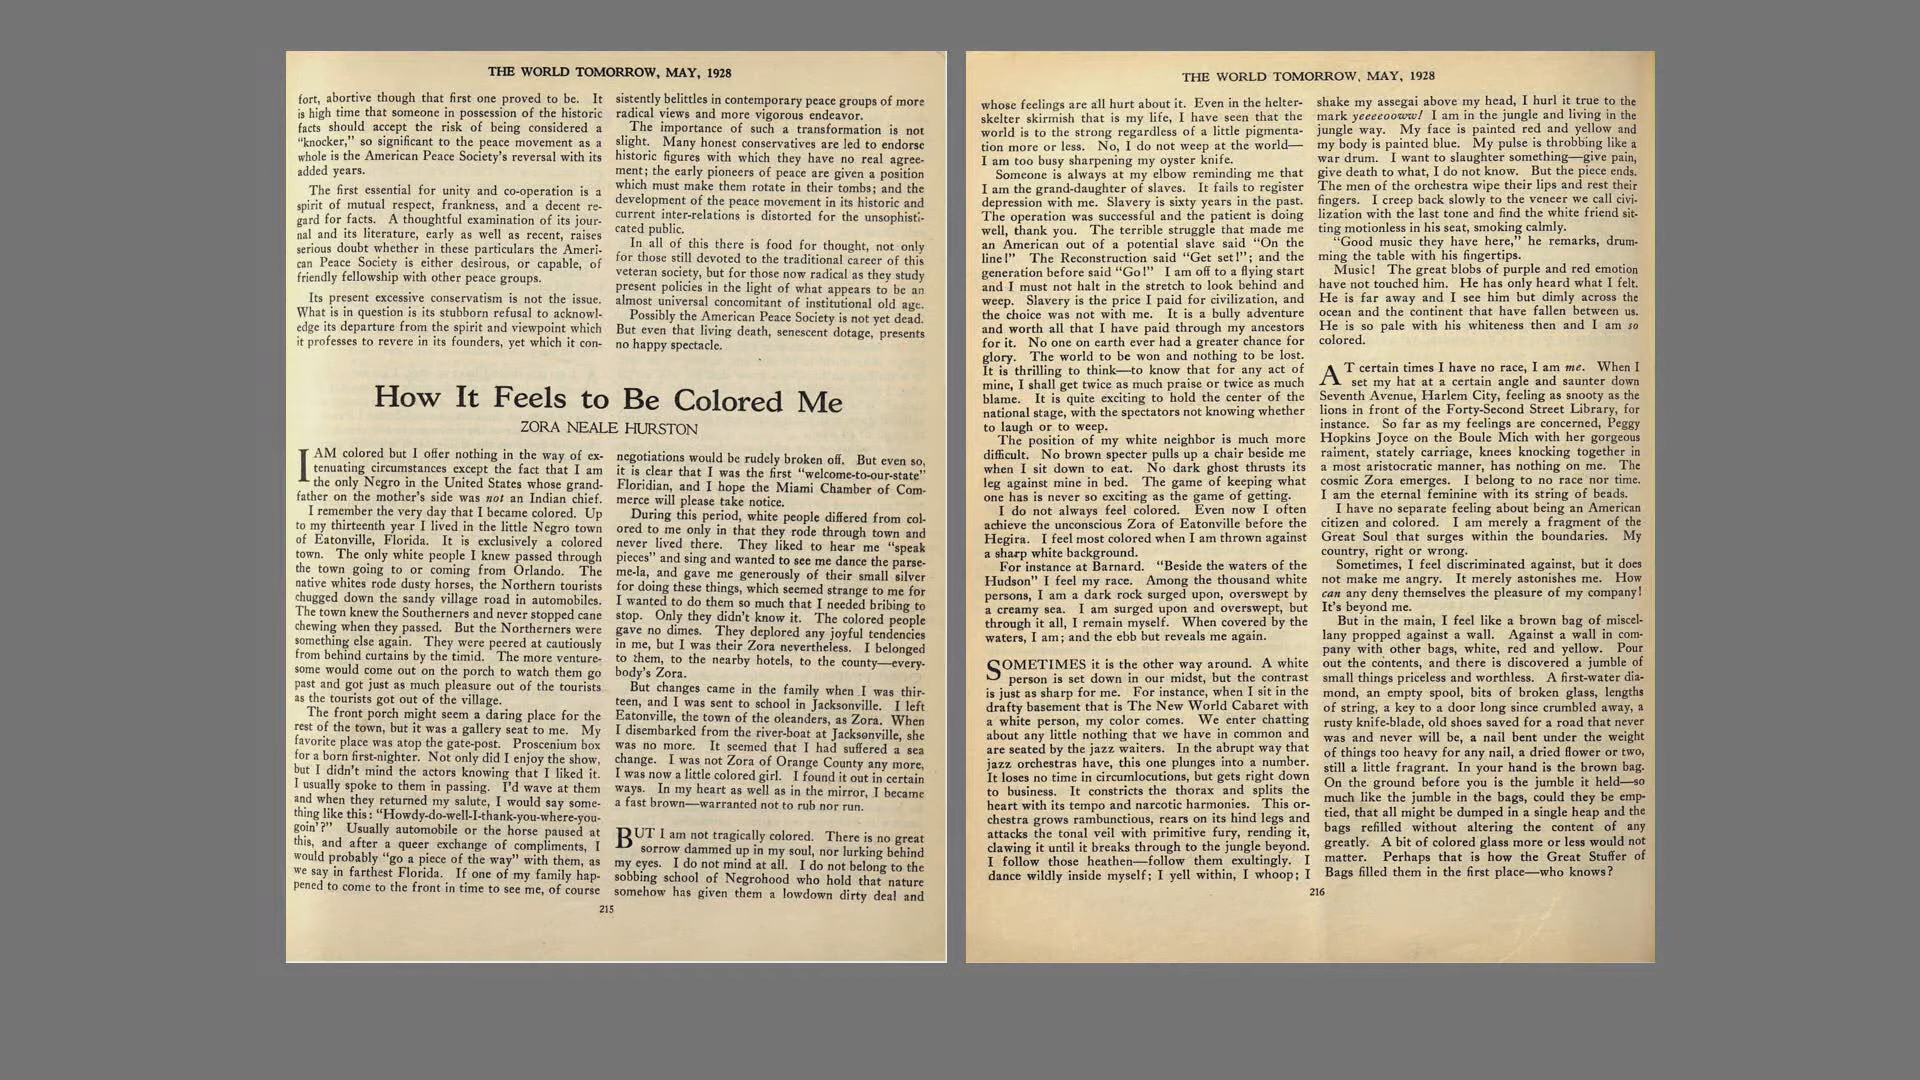 THE WORLD TOMORROW, MAY, 1928
fort, abortive though that first one proved to be. It
is high time that someone in possession of the historic
facts should accept the risk of being considered a
“knocker,” so significant to the peace movement as a
whole is the American Peace Society’s reversal with its
added years.
The first essential for unity and co-operation is a
spirit of mutual respect, frankness, and a decent re-
gard for facts. A thoughtful examination of its jour-
nal and its literature, early as well as recent, raises
serious doubt whether in these particulars the Ameri-
can Peace Society is either desirous, or capable, of
friendly fellowship with other peace groups.
Its present excessive conservatism is not the issue.
What is in question is its stubborn refusal to acknowl-
edge its departure from the spirit and viewpoint which
it professes to revere in its founders, yet which it con-
sistently belittles in contemporary peace groups of more
radical views and more vigorous endeavor.
The importance of such a transformation is not
slight. Many honest conservatives are led to endorse
historic figures with which they have no real agree-
ment; the early pioneers of peace are given a position
which must make them rotate in their tombs; and the
development of the peace movement in its historic and
current inter-relations is distorted for the unsophisti-
cated public.
In all of this there is food for thought, not only
for those still devoted to the traditional career of this
veteran society, but for those now radical as they study
present policies in the light of what appears to be an
almost universal concomitant of institutional old age.
Possibly the American Peace Society is not yet dead.
But even that living death, senescent dotage, presents
no happy spectacle.
How It Feels to Be Colored Me
ZORA NEALE HURSTON
I AM colored but I offer nothing in the way of ex-
tenuating circumstances except the fact that I am
the only Negro in the United States whose grand-
father on the mother’s side was not an Indian chief.
I remember the very day that I became colored. Up
to my thirteenth year I lived in the little Negro town
of Eatonville, Florida. It is exclusively a colored
town. The only white people I knew passed through
the town going to or coming from Orlando. The
native whites rode dusty horses, the Northern tourists
chugged down the sandy village road in automobiles.
The town knew the Southerners and never stopped cane
chewing when they passed. But the Northerners were
something else again. They were peered at cautiously
from behind curtains by the timid. The more venture-
some would come out on the porch to watch them go
past and got just as much pleasure out of the tourists
as the tourists got out of the village.
The front porch might seem a daring place for the
rest of the town, but it was a gallery seat to me. My
favorite place was atop the gate-post. Proscenium box
for a born first-nighter. Not only did I enjoy the show,
but I didn’t mind the actors knowing that I liked it.
I usually spoke to them in passing. I’d wave at them
and when they returned my salute, I would say some-
thing like this: “Howdy-do-well-I-thank-you-where-you-
goin’?” Usually automobile or the horse paused at
this, and after a queer exchange of compliments, I
would probably “go a piece of the way” with them, as
we say in farthest Florida. If one of my family hap-
pened to come to the front in time to see me, of course
negotiations would be rudely broken off. But even so,
it is clear that I was the first “welcome-to-our-state”
Floridian, and I hope the Miami Chamber of Com-
merce will please take notice.
During this period, white people differed from col-
ored to me only in that they rode through town and
never lived there. They liked to hear me “speak
pieces” and sing and wanted to see me dance the parse-
me-la, and gave me generously of their small silver
for doing these things, which seemed strange to me for
I wanted to do them so much that I needed bribing to
stop. Only they didn’t know it. The colored people
gave no dimes. They deplored any joyful tendencies
in me, but I was their Zora nevertheless. I belonged
to them, to the nearby hotels, to the county—every-
body’s Zora.
But changes came in the family when I was thir-
teen, and I was sent to school in Jacksonville. I left
Eatonville, the town of the oleanders, as Zora. When
I disembarked from the river-boat at Jacksonville, she
was no more. It seemed that I had suffered a sea
change. I was not Zora of Orange County any more,
I was now a little colored girl. I found it out in certain
ways. In my heart as well as in the mirror, I became
a fast brown—warranted not to rub nor run.
BUT I am not tragically colored. There is no great
sorrow dammed up in my soul, nor lurking behind
my eyes. I do not mind at all. I do not belong to the
sobbing school of Negrohood who hold that nature
somehow has given them a lowdown dirty deal and
215
THE WORLD TOMORROW, MAY, 1928
whose feelings are all hurt about it. Even in the helter-
skelter skirmish that is my life, I have seen that the
world is to the strong regardless of a little pigmenta-
tion more or less. No, I do not weep at the world—
I am too busy sharpening my oyster knife.
Someone is always at my elbow reminding me that
I am the grand-daughter of slaves. It fails to register
depression with me. Slavery is sixty years in the past.
The operation was successful and the patient is doing
well, thank you. The terrible struggle that made me
an American out of a potential slave said “On the
line!” The Reconstruction said “Get set!”; and the
generation before said “Go!” I am off to a flying start
and I must not halt in the stretch to look behind and
weep. Slavery is the price I paid for civilization, and
the choice was not with me. It is a bully adventure
and worth all that I have paid through my ancestors
for it. No one on earth ever had a greater chance for
glory. The world to be won and nothing to be lost.
It is thrilling to think—to know that for any act of
mine, I shall get twice as much praise or twice as much
blame. It is quite exciting to hold the center of the
national stage, with the spectators not knowing whether
to laugh or to weep.
The position of my white neighbor is much more
difficult. No brown specter pulls up a chair beside me
when I sit down to eat. No dark ghost thrusts its
leg against mine in bed. The game of keeping what
one has is never so exciting as the game of getting.
I do not always feel colored. Even now I often
achieve the unconscious Zora of Eatonville before the
Hegira. I feel most colored when I am thrown against
a sharp white background.
For instance at Barnard. “Beside the waters of the
Hudson” I feel my race. Among the thousand white
persons, I am a dark rock surged upon, overswept by
a creamy sea. I am surged upon and overswept, but
through it all, I remain myself. When covered by the
waters, I am; and the ebb but reveals me again.
SOMETIMES it is the other way around. A white
person is set down in our midst, but the contrast
is just as sharp for me. For instance, when I sit in the
drafty basement that is The New World Cabaret with
a white person, my color comes. We enter chatting
about any little nothing that we have in common and
are seated by the jazz waiters. In the abrupt way that
jazz orchestras have, this one plunges into a number.
It loses no time in circumlocutions, but gets right down
to business. It constricts the thorax and splits the
heart with its tempo and narcotic harmonies. This or-
chestra grows rambunctious, rears on its hind legs and
attacks the tonal veil with primitive fury, rending it,
clawing it until it breaks through to the jungle beyond.
I follow those heathen—follow them exultingly. I
dance wildly inside myself; I yell within, I whoop; I
shake my assegai above my head, I hurl it true to the
mark yeeeeooww! I am in the jungle and living in the
jungle way. My face is painted red and yellow and
my body is painted blue. My pulse is throbbing like a
war drum. I want to slaughter something—give pain,
give death to what, I do not know. But the piece ends.
The men of the orchestra wipe their lips and rest their
fingers. I creep back slowly to the veneer we call civi-
lization with the last tone and find the white friend sit-
ting motionless in his seat, smoking calmly.
“Good music they have here,” he remarks, drum-
ming the table with his fingertips.
Music! The great blobs of purple and red emotion
have not touched him. He has only heard what I felt.
He is far away and I see him but dimly across the
ocean and the continent that have fallen between us.
He is so pale with his whiteness then and I am so
colored.
AT certain times I have no race, I am me. When I
set my hat at a certain angle and saunter down
Seventh Avenue, Harlem City, feeling as snooty as the
lions in front of the Forty-Second Street Library, for
instance. So far as my feelings are concerned, Peggy
Hopkins Joyce on the Boule Mich with her gorgeous
raiment, stately carriage, knees knocking together in
a most aristocratic manner, has nothing on me. The
cosmic Zora emerges. I belong to no race nor time.
I am the eternal feminine with its string of beads.
I have no separate feeling about being an American
citizen and colored. I am merely a fragment of the
Great Soul that surges within the boundaries. My
country, right or wrong.
Sometimes, I feel discriminated against, but it does
not make me angry. It merely astonishes me. How
can any deny themselves the pleasure of my company!
It’s beyond me.
But in the main, I feel like a brown bag of miscel-
lany propped against a wall. Against a wall in com-
pany with other bags, white, red and yellow. Pour
out the contents, and there is discovered a jumble of
small things priceless and worthless. A first-water dia-
mond, an empty spool, bits of broken glass, lengths
of string, a key to a door long since crumbled away, a
rusty knife-blade, old shoes saved for a road that never
was and never will be, a nail bent under the weight
of things too heavy for any nail, a dried flower or two,
still a little fragrant. In your hand is the brown bag.
On the ground before you is the jumble it held—so
much like the jumble in the bags, could they be emp-
tied, that all might be dumped in a single heap and the
bags refilled without altering the content of any
greatly. A bit of colored glass more or less would not
matter. Perhaps that is how the Great Stuffer of
Bags filled them in the first place—who knows?
216